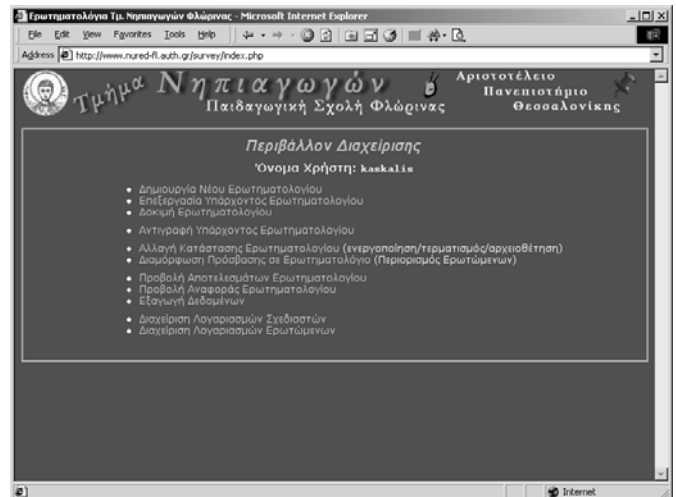 Ερωτηματολόγια Τμ. Νηπιαγωγών Φλώρινας - Microsoft Internet Explorer
File Edit View Favorites Tools Help
Address http://www.nured-fl.auth.gr/survey/index.php
Τμήμα Νηπιαγωγών
Παιδαγωγική Σχολή Φλώρινας
Αριστοτέλειο
Πανεπιστήμιο
Θεσσαλονίκης
Περιβάλλον Διαχείρισης
Όνομα Χρήστη: kaskalis
Δημιουργία Νέου Ερωτηματολογίου
Επεξεργασία Υπάρχοντος Ερωτηματολογίου
Δοκιμή Ερωτηματολογίου
Αντιγραφή Υπάρχοντος Ερωτηματολογίου
Αλλαγή Κατάστασης Ερωτηματολογίου (ενεργοποίηση/τερματισμός/αρχειοθέτηση)
Διαμόρφωση Πρόσβασης σε Ερωτηματολόγιο (Περιορισμός Ερωτώμενων)
Προβολή Αποτελεσμάτων Ερωτηματολογίου
Προβολή Αναφοράς Ερωτηματολογίου
Εξαγωγή Δεδομένων
Διαχείριση Λογαριασμών Σχεδιαστών
Διαχείριση Λογαριασμών Ερωτώμενων
Internet